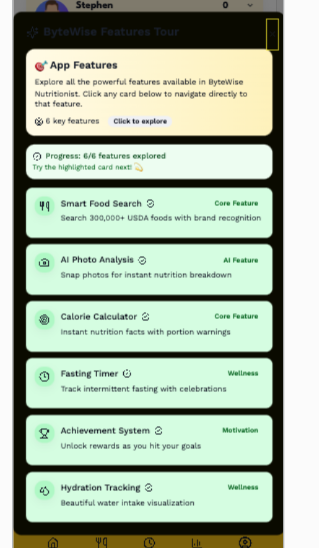 Stephen
0
ByteWise Features Tour
App Features
Explore all the powerful features available in ByteWise
Nutritionist. Click any card below to navigate directly to
that feature.
6 key features Click to explore
Progress: 6/6 features explored
Try the highlighted card next!
Smart Food Search Core Feature
Search 300,000+ USDA foods with brand recognition
AI Photo Analysis AI Feature
Snap photos for instant nutrition breakdown
Calorie Calculator Core Feature
Instant nutrition facts with portion warnings
Fasting Timer Wellness
Track intermittent fasting with celebrations
Achievement System Motivation
Unlock rewards as you hit your goals
Hydration Tracking Wellness
Beautiful water intake visualization